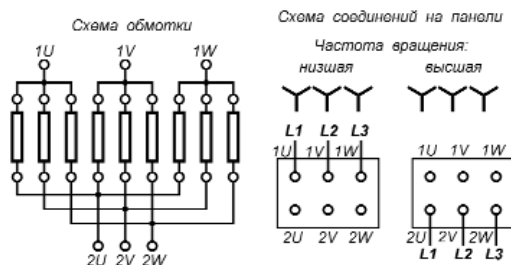 Схема обмотки
1U 1V 1W
2U 2V 2W
Схема соединений на панели
Частота вращения:
низшая высшая
L1 L2 L3
1U 1V 1W
2U 2V 2W
1U 1V 1W
2U 2V 2W
L1 L2 L3